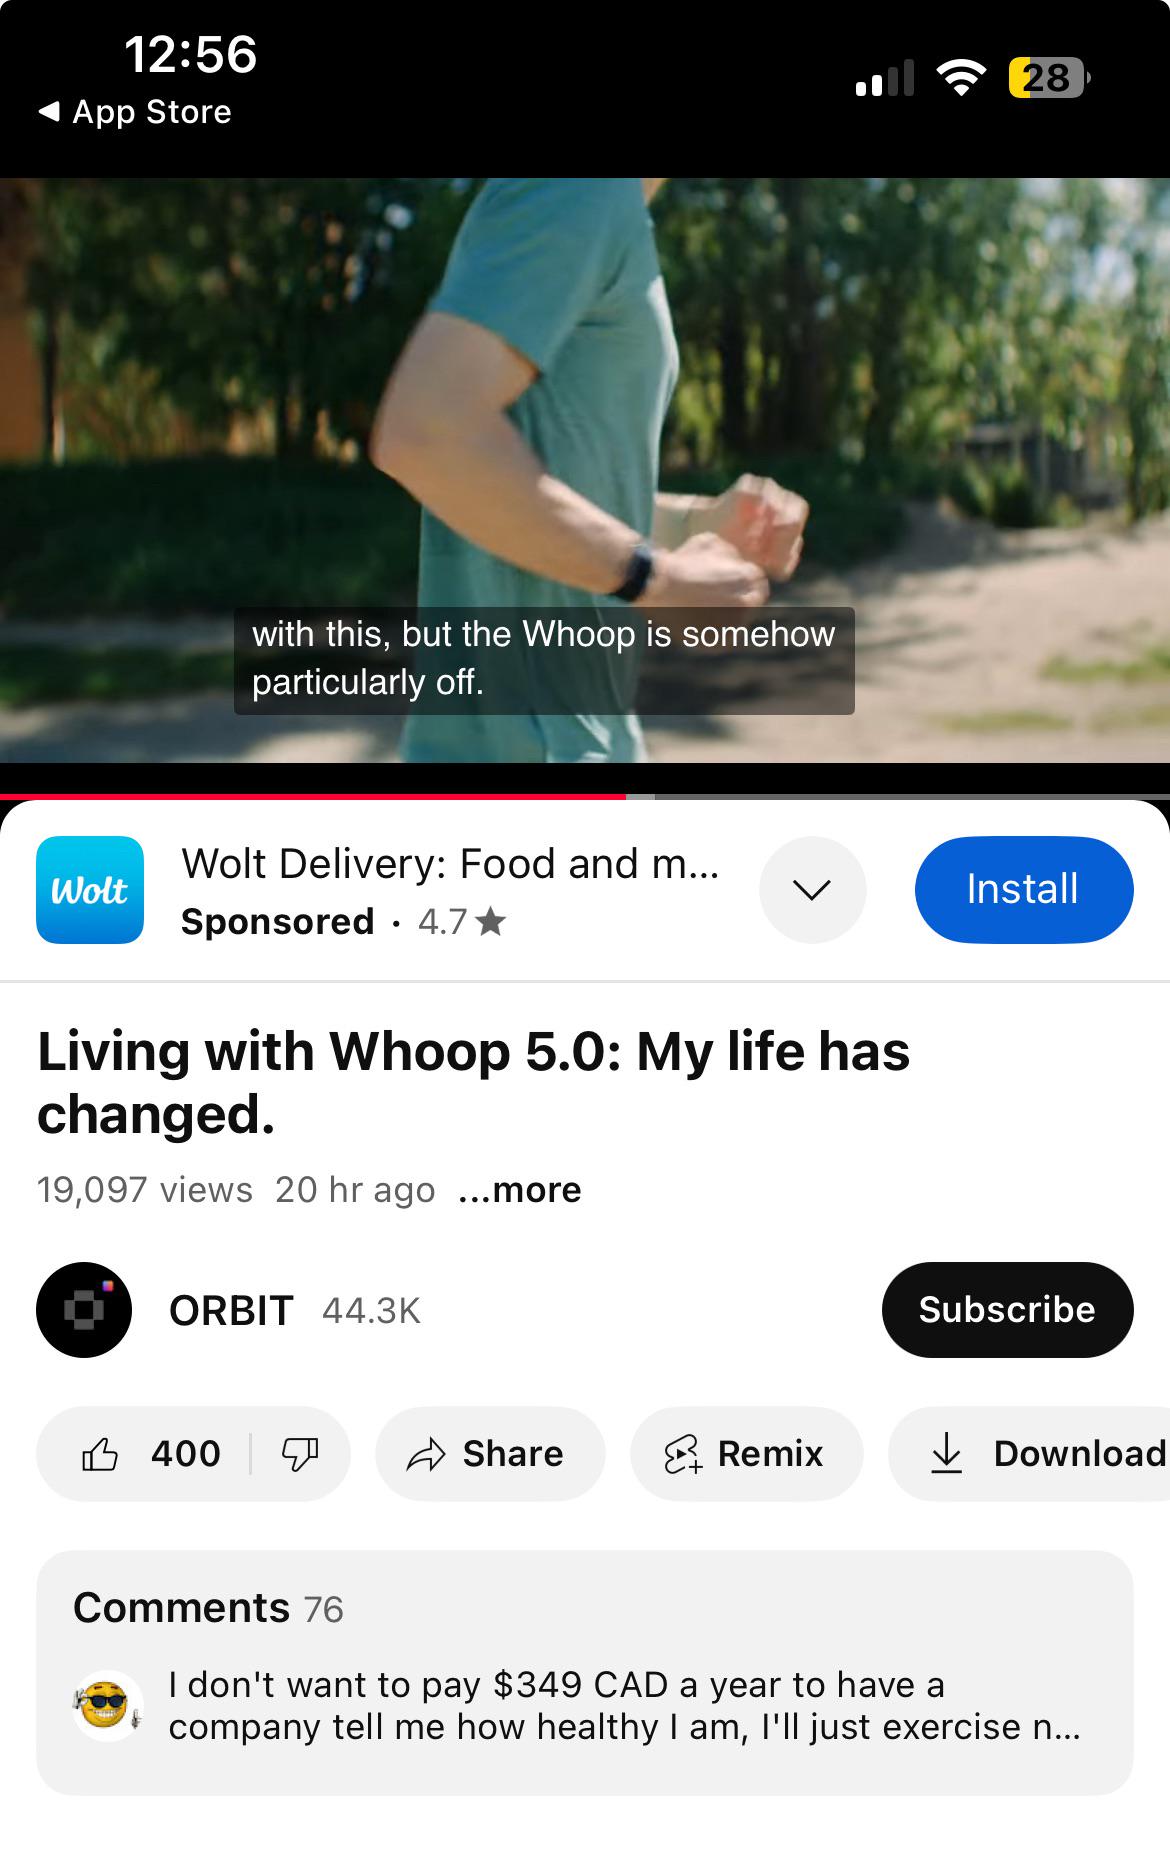 12:56
28
◀ App Store
with this, but the Whoop is somehow
particularly off.
Wolt
Wolt Delivery: Food and m...
Install
Sponsored · 4.7★
Living with Whoop 5.0: My life has
changed.
19,097 views 20 hr ago ...more
ORBIT 44.3K
Subscribe
400
Share
Remix
Download
Comments 76
I don't want to pay $349 CAD a year to have a
company tell me how healthy I am, I'll just exercise n...